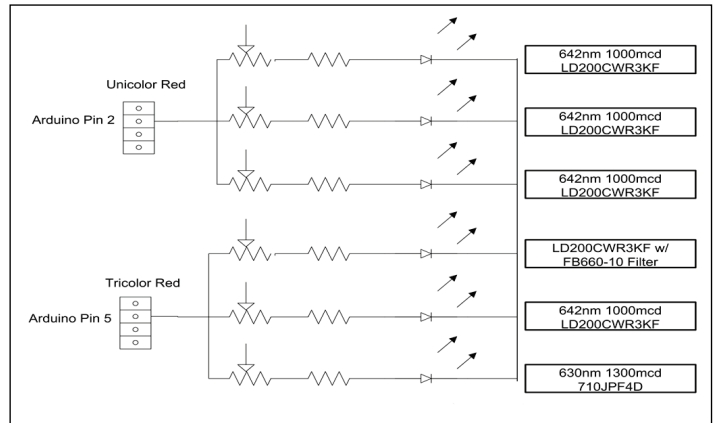 642nm 1000mcd
LD200CWR3KF
Unicolor Red
Arduino Pin 2
642nm 1000mcd
LD200CWR3KF
642nm 1000mcd
LD200CWR3KF
LD200CWR3KF w/
FB660-10 Filter
Tricolor Red
Arduino Pin 5
642nm 1000mcd
LD200CWR3KF
630nm 1300mcd
710JPF4D